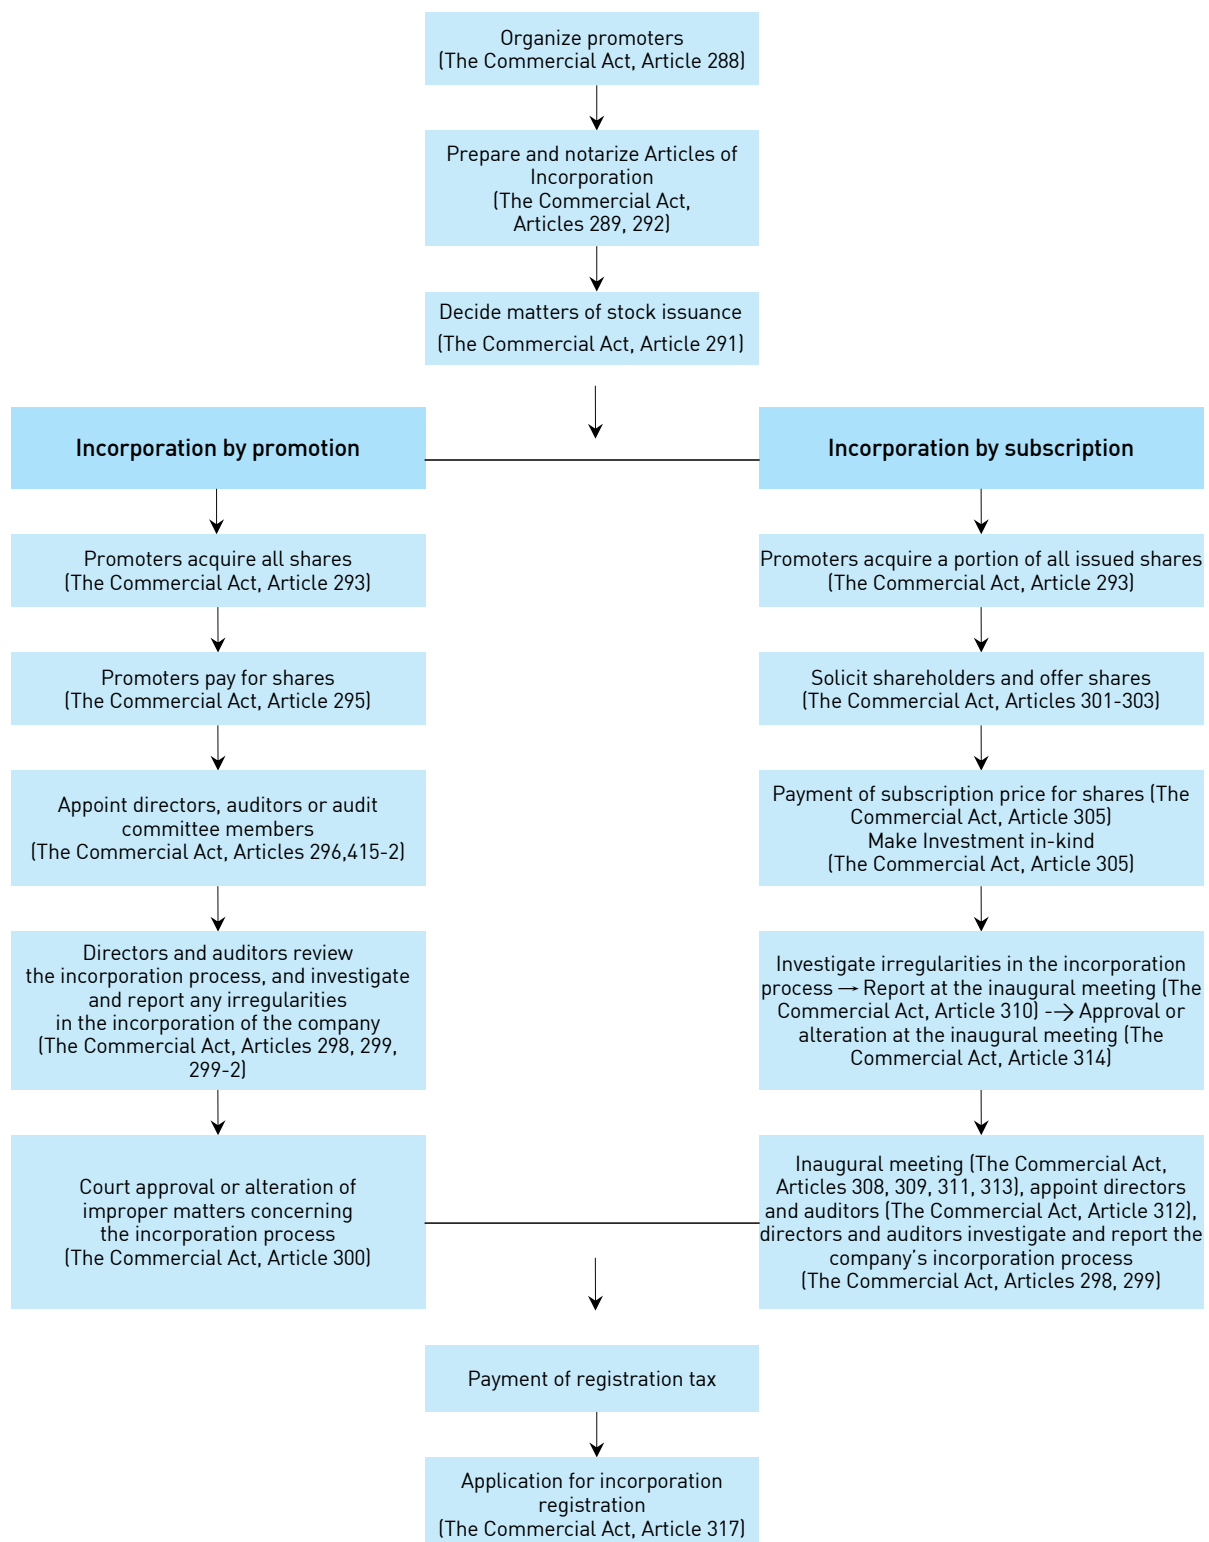 Organize promoters
(The Commercial Act, Article 288)
Prepare and notarize Articles of
Incorporation
(The Commercial Act,
Articles 289, 292)
Decide matters of stock issuance
(The Commercial Act, Article 291)
Incorporation by promotion
Promoters acquire all shares
(The Commercial Act, Article 293)
Promoters pay for shares
(The Commercial Act, Article 295)
Appoint directors, auditors or audit
committee members
(The Commercial Act, Articles 296,415-2)
Directors and auditors review
the incorporation process, and investigate
and report any irregularities
in the incorporation of the company
(The Commercial Act, Articles 298, 299,
299-2)
Court approval or alteration of
improper matters concerning
the incorporation process
(The Commercial Act, Article 300)
Incorporation by subscription
Promoters acquire a portion of all issued shares
(The Commercial Act, Article 293)
Solicit shareholders and offer shares
(The Commercial Act, Articles 301-303)
Payment of subscription price for shares (The
Commercial Act, Article 305)
Make Investment in-kind
(The Commercial Act, Article 305)
Investigate irregularities in the incorporation
process → Report at the inaugural meeting (The
Commercial Act, Article 310) -→ Approval or
alteration at the inaugural meeting (The
Commercial Act, Article 314)
Inaugural meeting (The Commercial Act,
Articles 308, 309, 311, 313), appoint directors
and auditors (The Commercial Act, Article 312),
directors and auditors investigate and report the
company's incorporation process
(The Commercial Act, Articles 298, 299)
Payment of registration tax
Application for incorporation
registration
(The Commercial Act, Article 317)